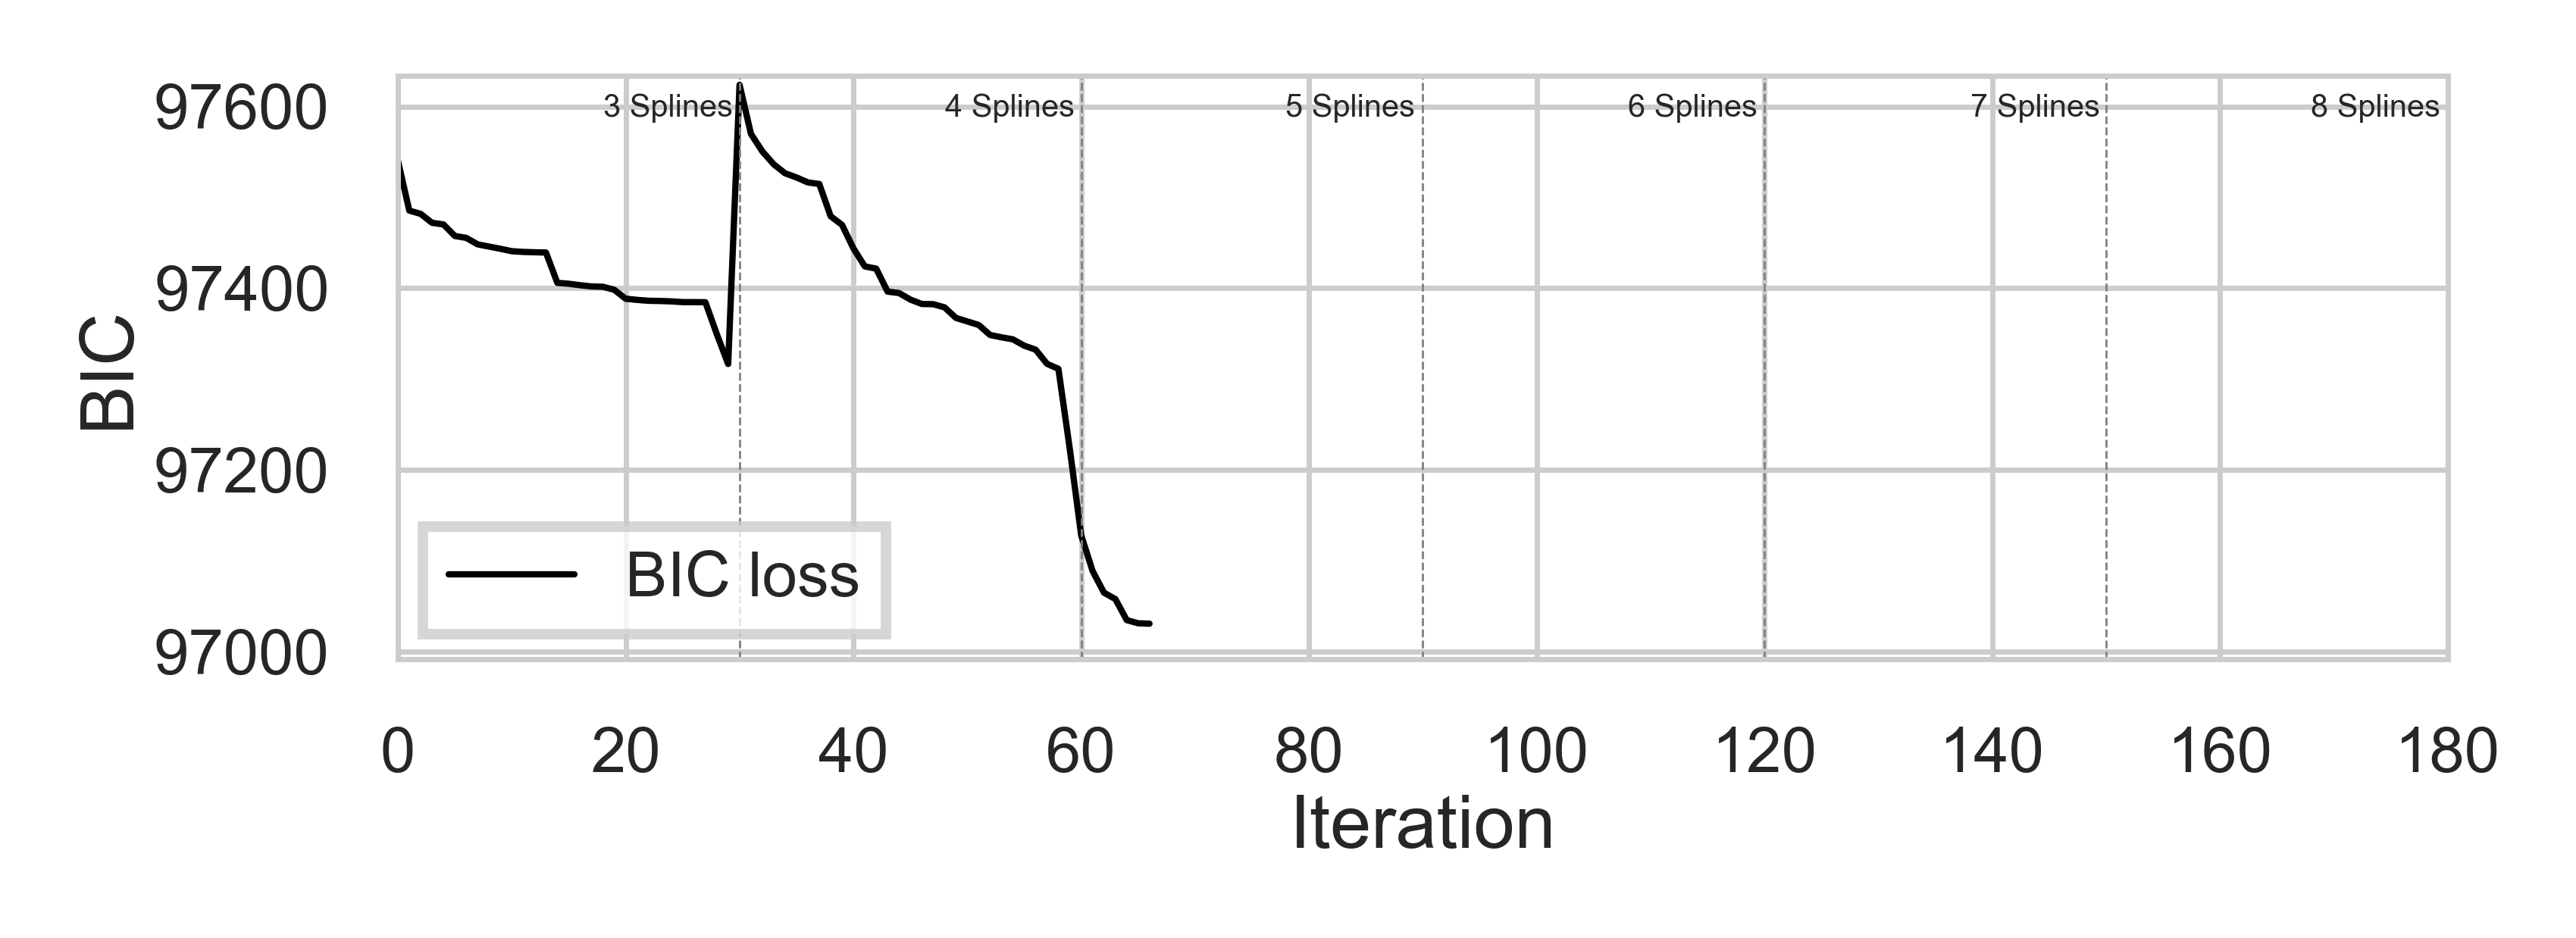 97600
97400
97200
97000
BIC
3 Splines
4 Splines
5 Splines
6 Splines
7 Splines
8 Splines
BIC loss
0 20 40 60 80 100 120 140 160 180
Iteration